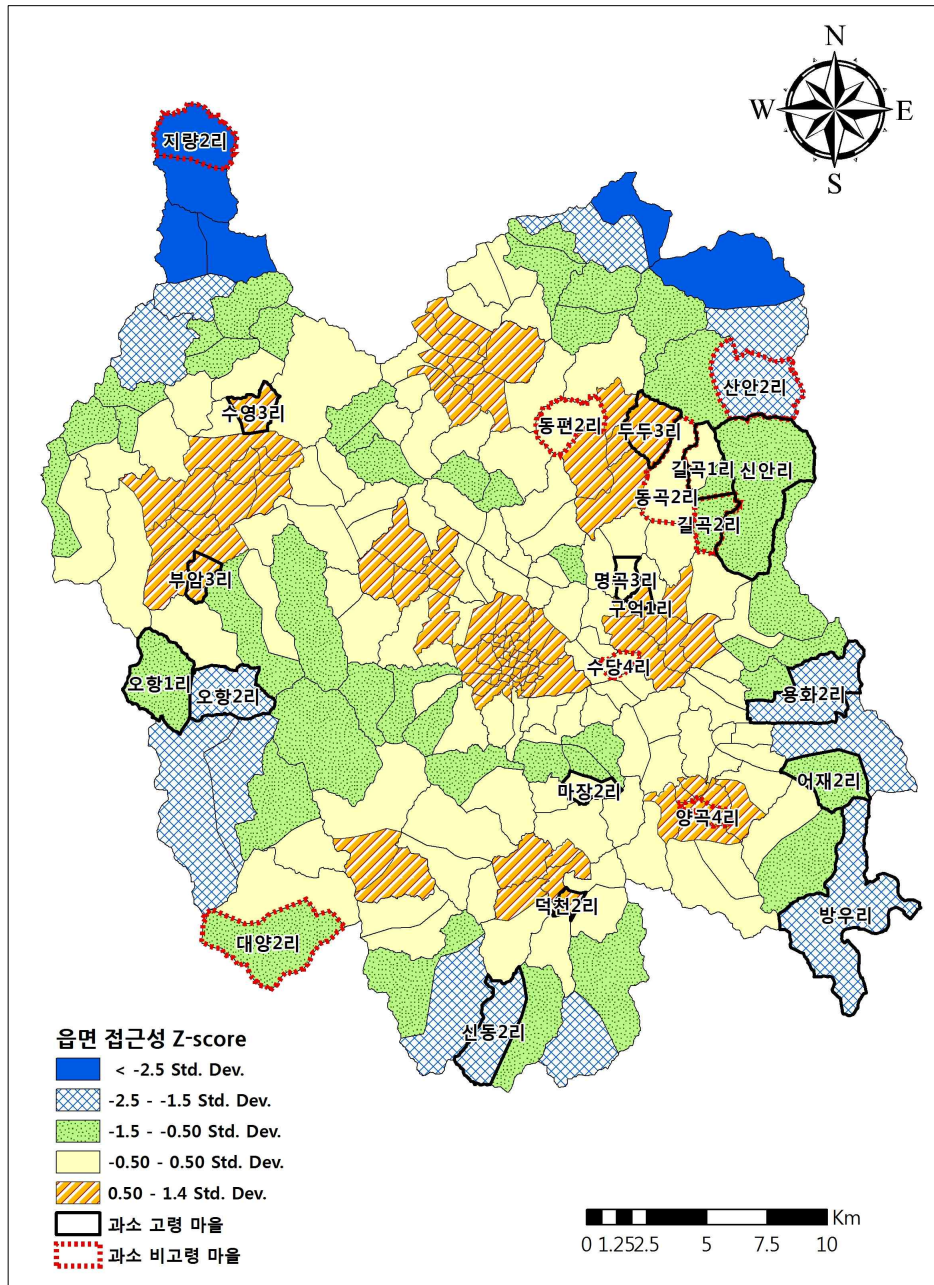 N
W
E
S
지량2리
산안2리
수영3리
동편2리
두두3리
길곡1리
신안리
동곡2리
길곡2리
부암3리
명곡3리
구억1리
수당4리
오항1리
오항2리
용화2리
어재2리
마장2리
양곡4리
덕천2리
방우리
대양2리
신동2리
읍면 접근성 Z-score
< -2.5 Std. Dev.
-2.5 - -1.5 Std. Dev.
-1.5 - -0.50 Std. Dev.
-0.50 - 0.50 Std. Dev.
0.50 - 1.4 Std. Dev.
과소 고령 마을
과소 비고령 마을
Km
0 1.252.5 5 7.5 10